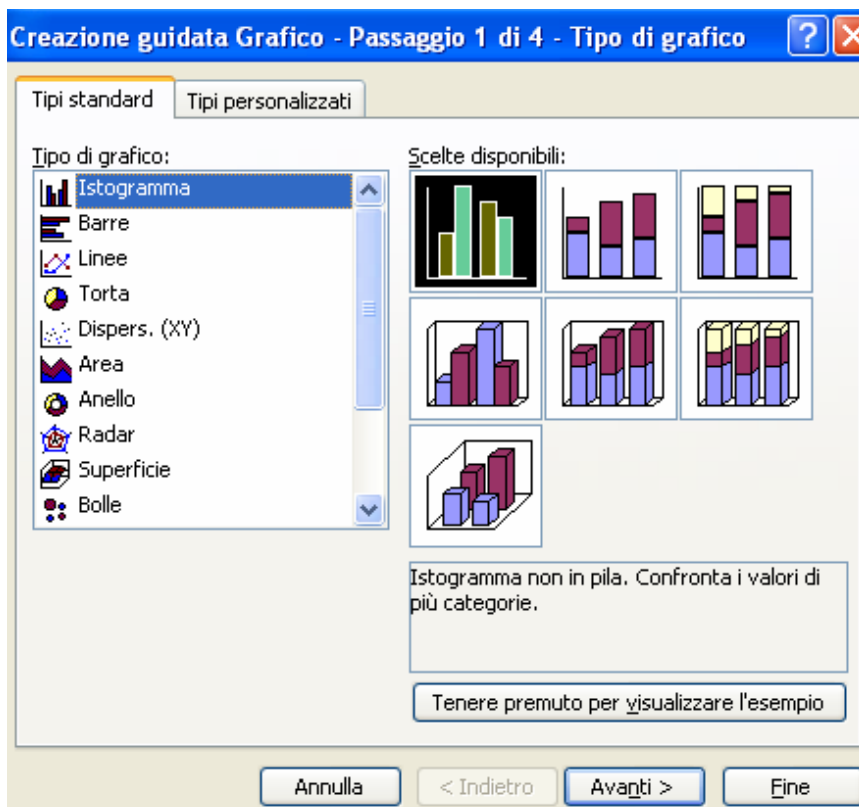 Creazione guidata Grafico - Passaggio 1 di 4 - Tipo di grafico
Tipi standard
Tipi personalizzati
Tipo di grafico:
Istogramma
Barre
Linee
Torta
Dispers. (XY)
Area
Anello
Radar
Superficie
Bolle
Scelte disponibili:
Istogramma non in pila. Confronta i valori di
più categorie.
Tenere premuto per visualizzare l'esempio
Annulla
< Indietro
Avanti >
Fine